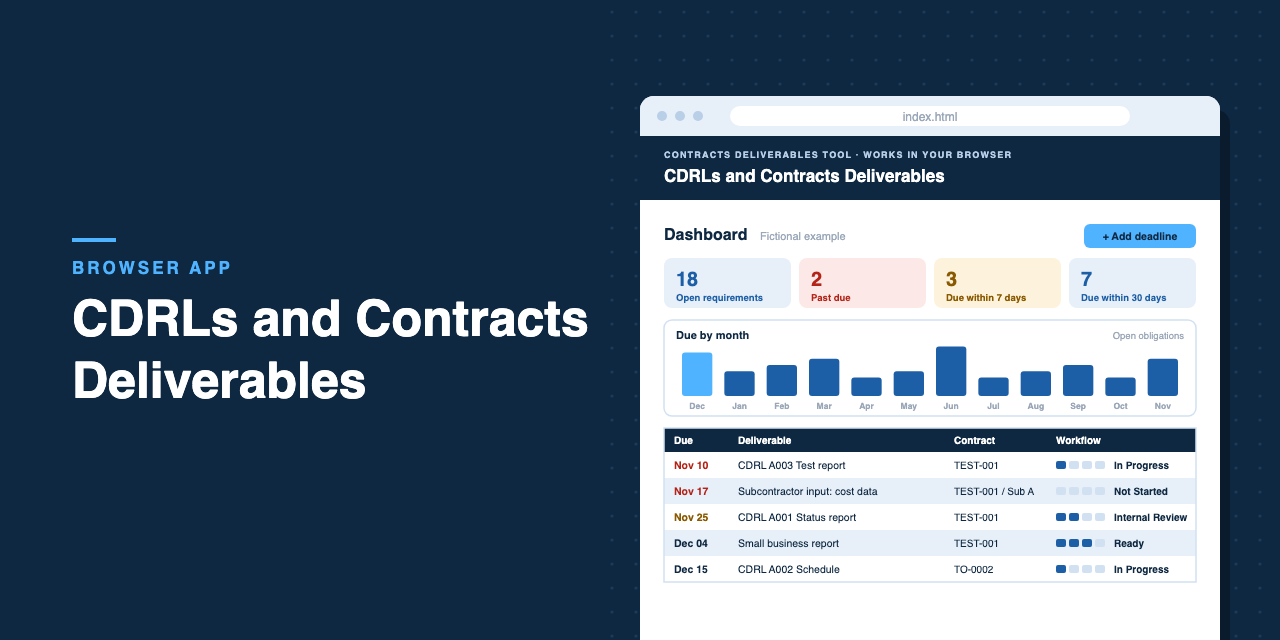 BROWSER APP
CDRLs and Contracts
Deliverables
index.html
CONTRACTS DELIVERABLES TOOL · WORKS IN YOUR BROWSER
CDRLs and Contracts Deliverables
Dashboard Fictional example + Add deadline
18 2 3 7
Open requirements Past due Due within 7 days Due within 30 days
Due by month Open obligations
Dec Jan Feb Mar Apr May Jun Jul Aug Sep Oct Nov
Due Deliverable Contract Workflow
Nov 10 CDRL A003 Test report TEST-001 In Progress
Nov 17 Subcontractor input: cost data TEST-001 / Sub A Not Started
Nov 25 CDRL A001 Status report TEST-001 Internal Review
Dec 04 Small business report TEST-001 Ready
Dec 15 CDRL A002 Schedule TO-0002 In Progress